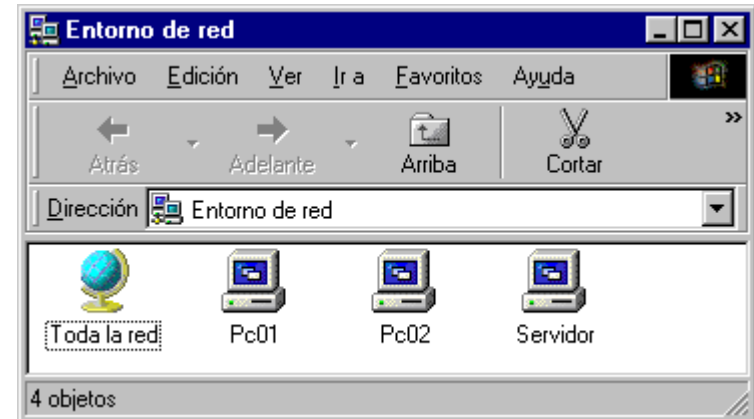 Entorno de red
Archivo Edición Ver Ir a Favoritos Ayuda
Atrás Adelante Arriba Cortar »
Dirección Entorno de red
Toda la red Pc01 Pc02 Servidor
4 objetos